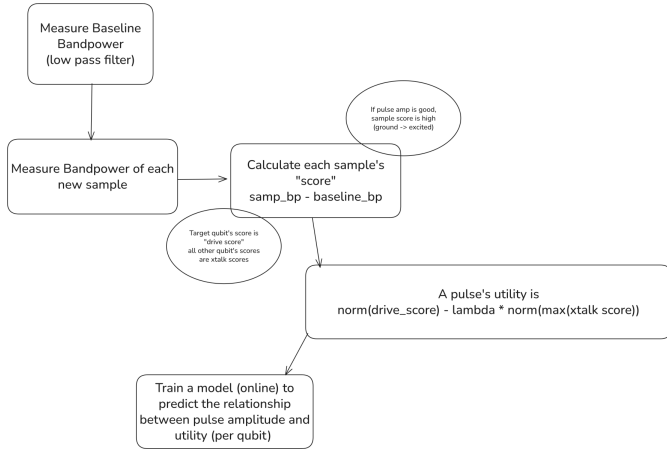 Measure Baseline
Bandpower
(low pass filter)
If pulse amp is good,
sample score is high
(ground -> excited)
Measure Bandpower of each
new sample
Calculate each sample's
"score"
samp_bp - baseline_bp
Target qubit's score is
"drive score"
all other qubit's scores
are xtalk scores
A pulse's utility is
norm(drive_score) - lambda * norm(max(xtalk score))
Train a model (online) to
predict the relationship
between pulse amplitude and
utility (per qubit)